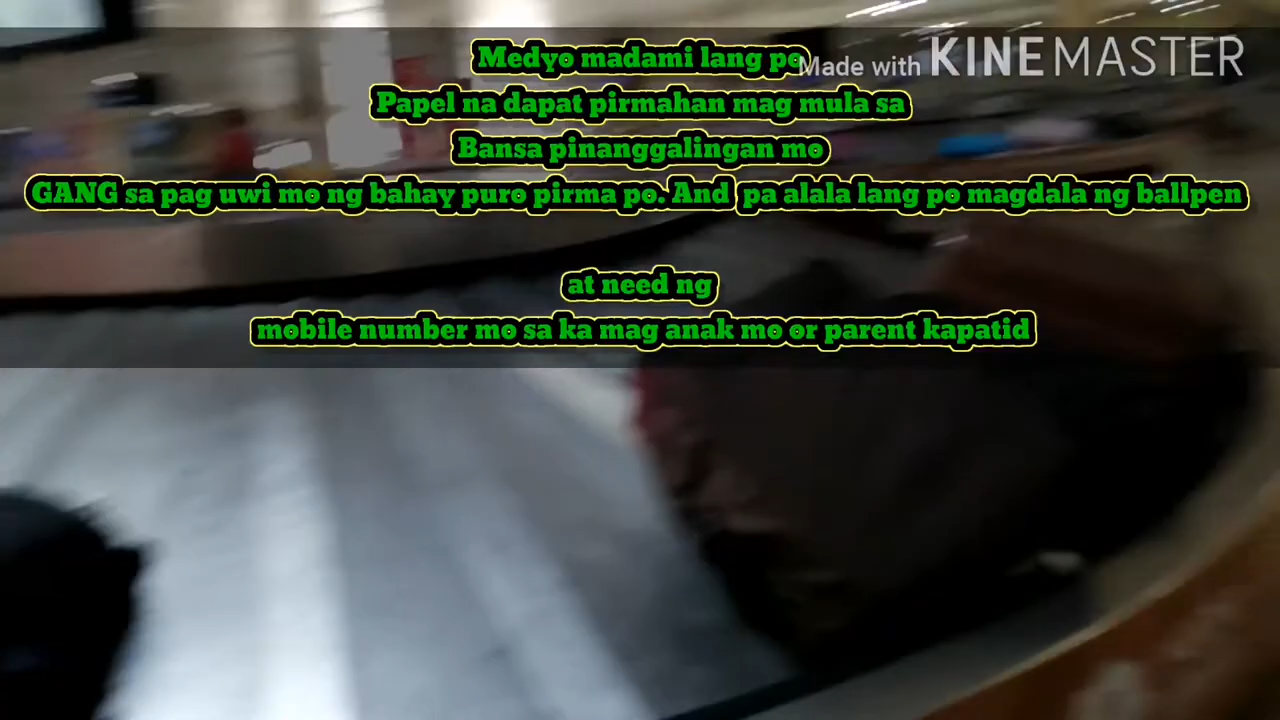 Medyo madami lang po
Made with KINEMASTER
Papel na dapat pirmahan mag mula sa
Bansa pinanggalingan mo
GANG sa pag uwi mo ng bahay puro pirma po. And pa alala lang po magdala ng ballpen
at need ng
mobile number mo sa ka mag anak mo or parent kapatid